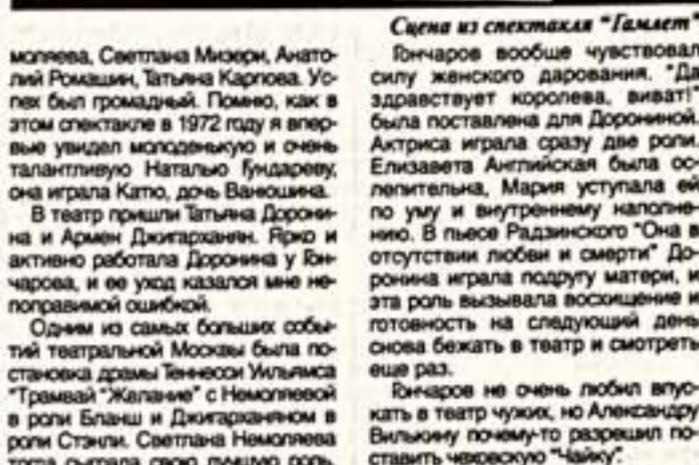 моляева, Светлана Мизери, Анато-
лий Ромашин, Татьяна Карпова. Ус-
пех был громадный. Помню, как в
этом спектакле в 1972 году я впер-
вые увидел молоденькую и очень
талантливую Наталью Гундареву,
она играла Катю, дочь Ванюшина.
В театр пришли Татьяна Дорони-
на и Армен Джигарханян. Ярко и
активно работала Доронина у Гон-
чарова, и ее уход казался мне не-
поправимой ошибкой.
Одним из самых больших собы-
тий театральной Москвы была по-
становка драмы Теннесси Уильямса
"Трамвай "Желание" с Немоляевой
в роли Бланш и Джигарханяном в
роли Стэнли. Светлана Немоляева
тогда сыграла свою лучшую роль.
Сцена из спектакля "Гамлет"
Гончаров вообще чувствовал
силу женского дарования. "Да
здравствует королева, виват!"
была поставлена для Дорониной.
Актриса играла сразу две роли.
Елизавета Английская была ос-
лепительна, Мария уступала ей
по уму и внутреннему наполне-
нию. В пьесе Радзинского "Она в
отсутствии любви и смерти" До-
ронина играла подругу матери, и
эта роль вызывала восхищение и
готовность на следующий день
снова бежать в театр и смотреть
еще раз.
Гончаров не очень любил впус-
кать в театр чужих, но Александру
Вилькину почему-то разрешил по-
ставить чеховскую "Чайку".